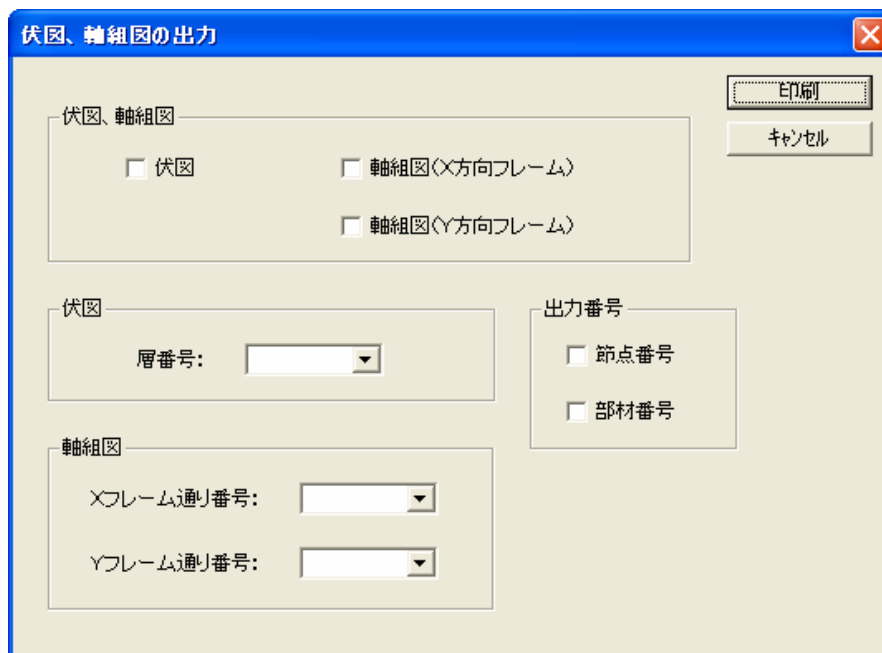 伏図、軸組図の出力
印刷
キャンセル
伏図、軸組図
伏図
軸組図(X方向フレーム)
軸組図(Y方向フレーム)
伏図
層番号:
出力番号
節点番号
部材番号
軸組図
Xフレーム通り番号:
Yフレーム通り番号: